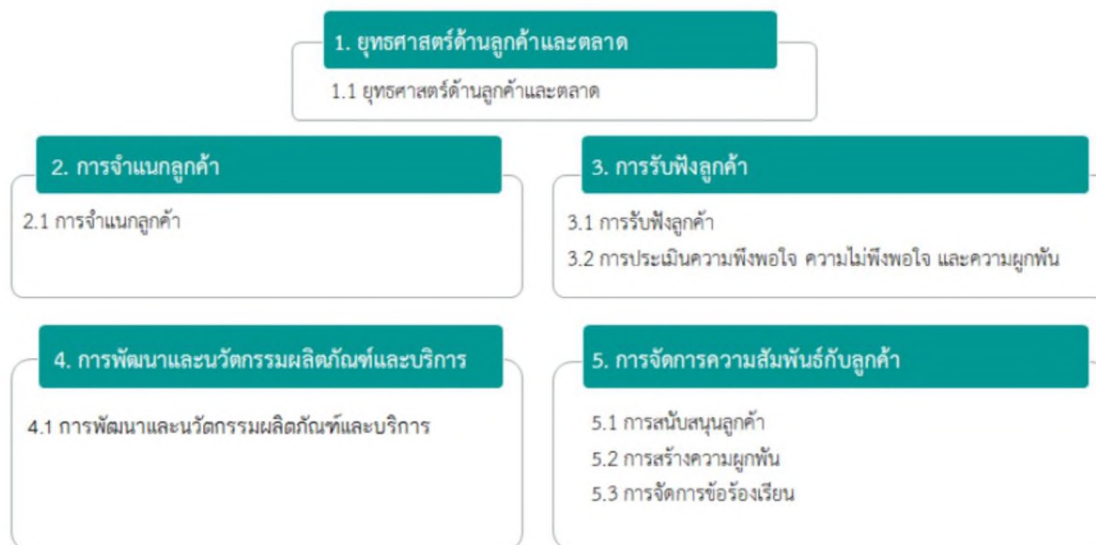 1. ยุทธศาสตร์ด้านลูกค้าและตลาด
1.1 ยุทธศาสตร์ด้านลูกค้าและตลาด
2. การจำแนกลูกค้า
2.1 การจำแนกลูกค้า
3. การรับฟังลูกค้า
3.1 การรับฟังลูกค้า
3.2 การประเมินความพึงพอใจ ความไม่พึงพอใจ และความผูกพัน
4. การพัฒนาและนวัตกรรมผลิตภัณฑ์และบริการ
4.1 การพัฒนาและนวัตกรรมผลิตภัณฑ์และบริการ
5. การจัดการความสัมพันธ์กับลูกค้า
5.1 การสนับสนุนลูกค้า
5.2 การสร้างความผูกพัน
5.3 การจัดการข้อร้องเรียน